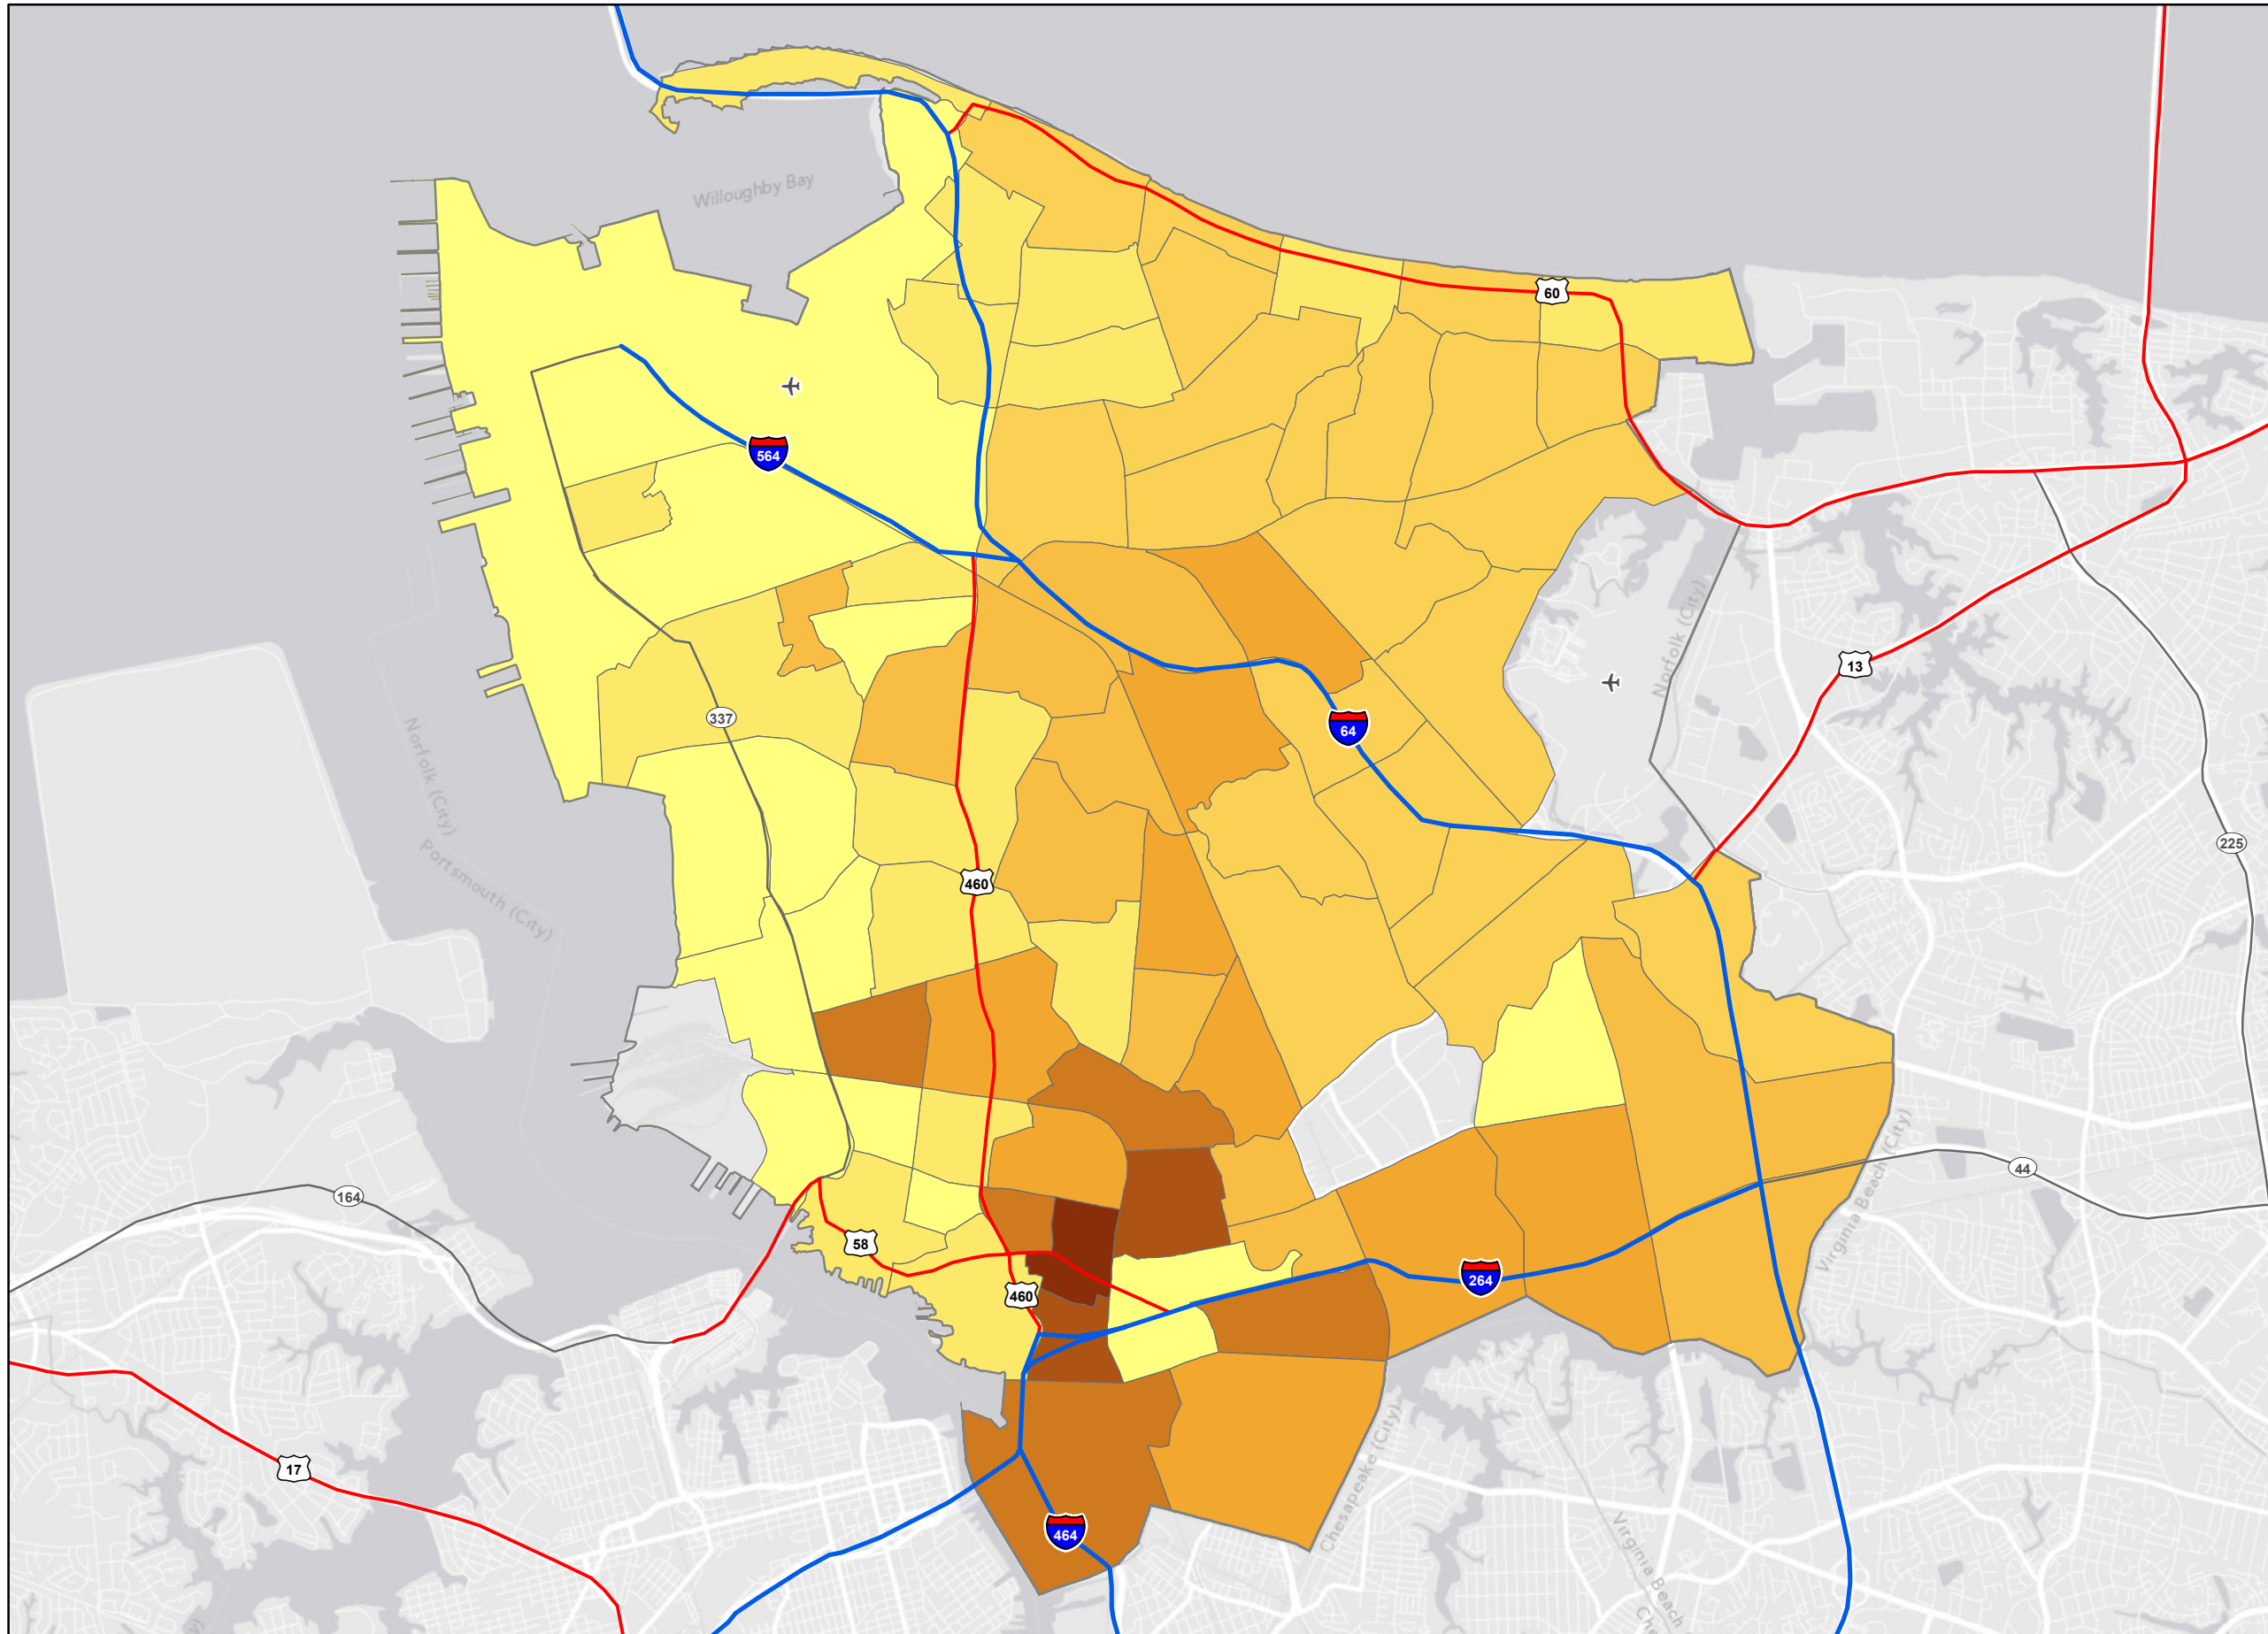 Willoughby Bay
60
564
Norfolk (City)
13
337
64
Norfolk (City)
Portsmouth (City)
225
460
Virginia Beach (City)
44
164
58
264
460
Chesapeake (City)
17
464
Virginia Beach